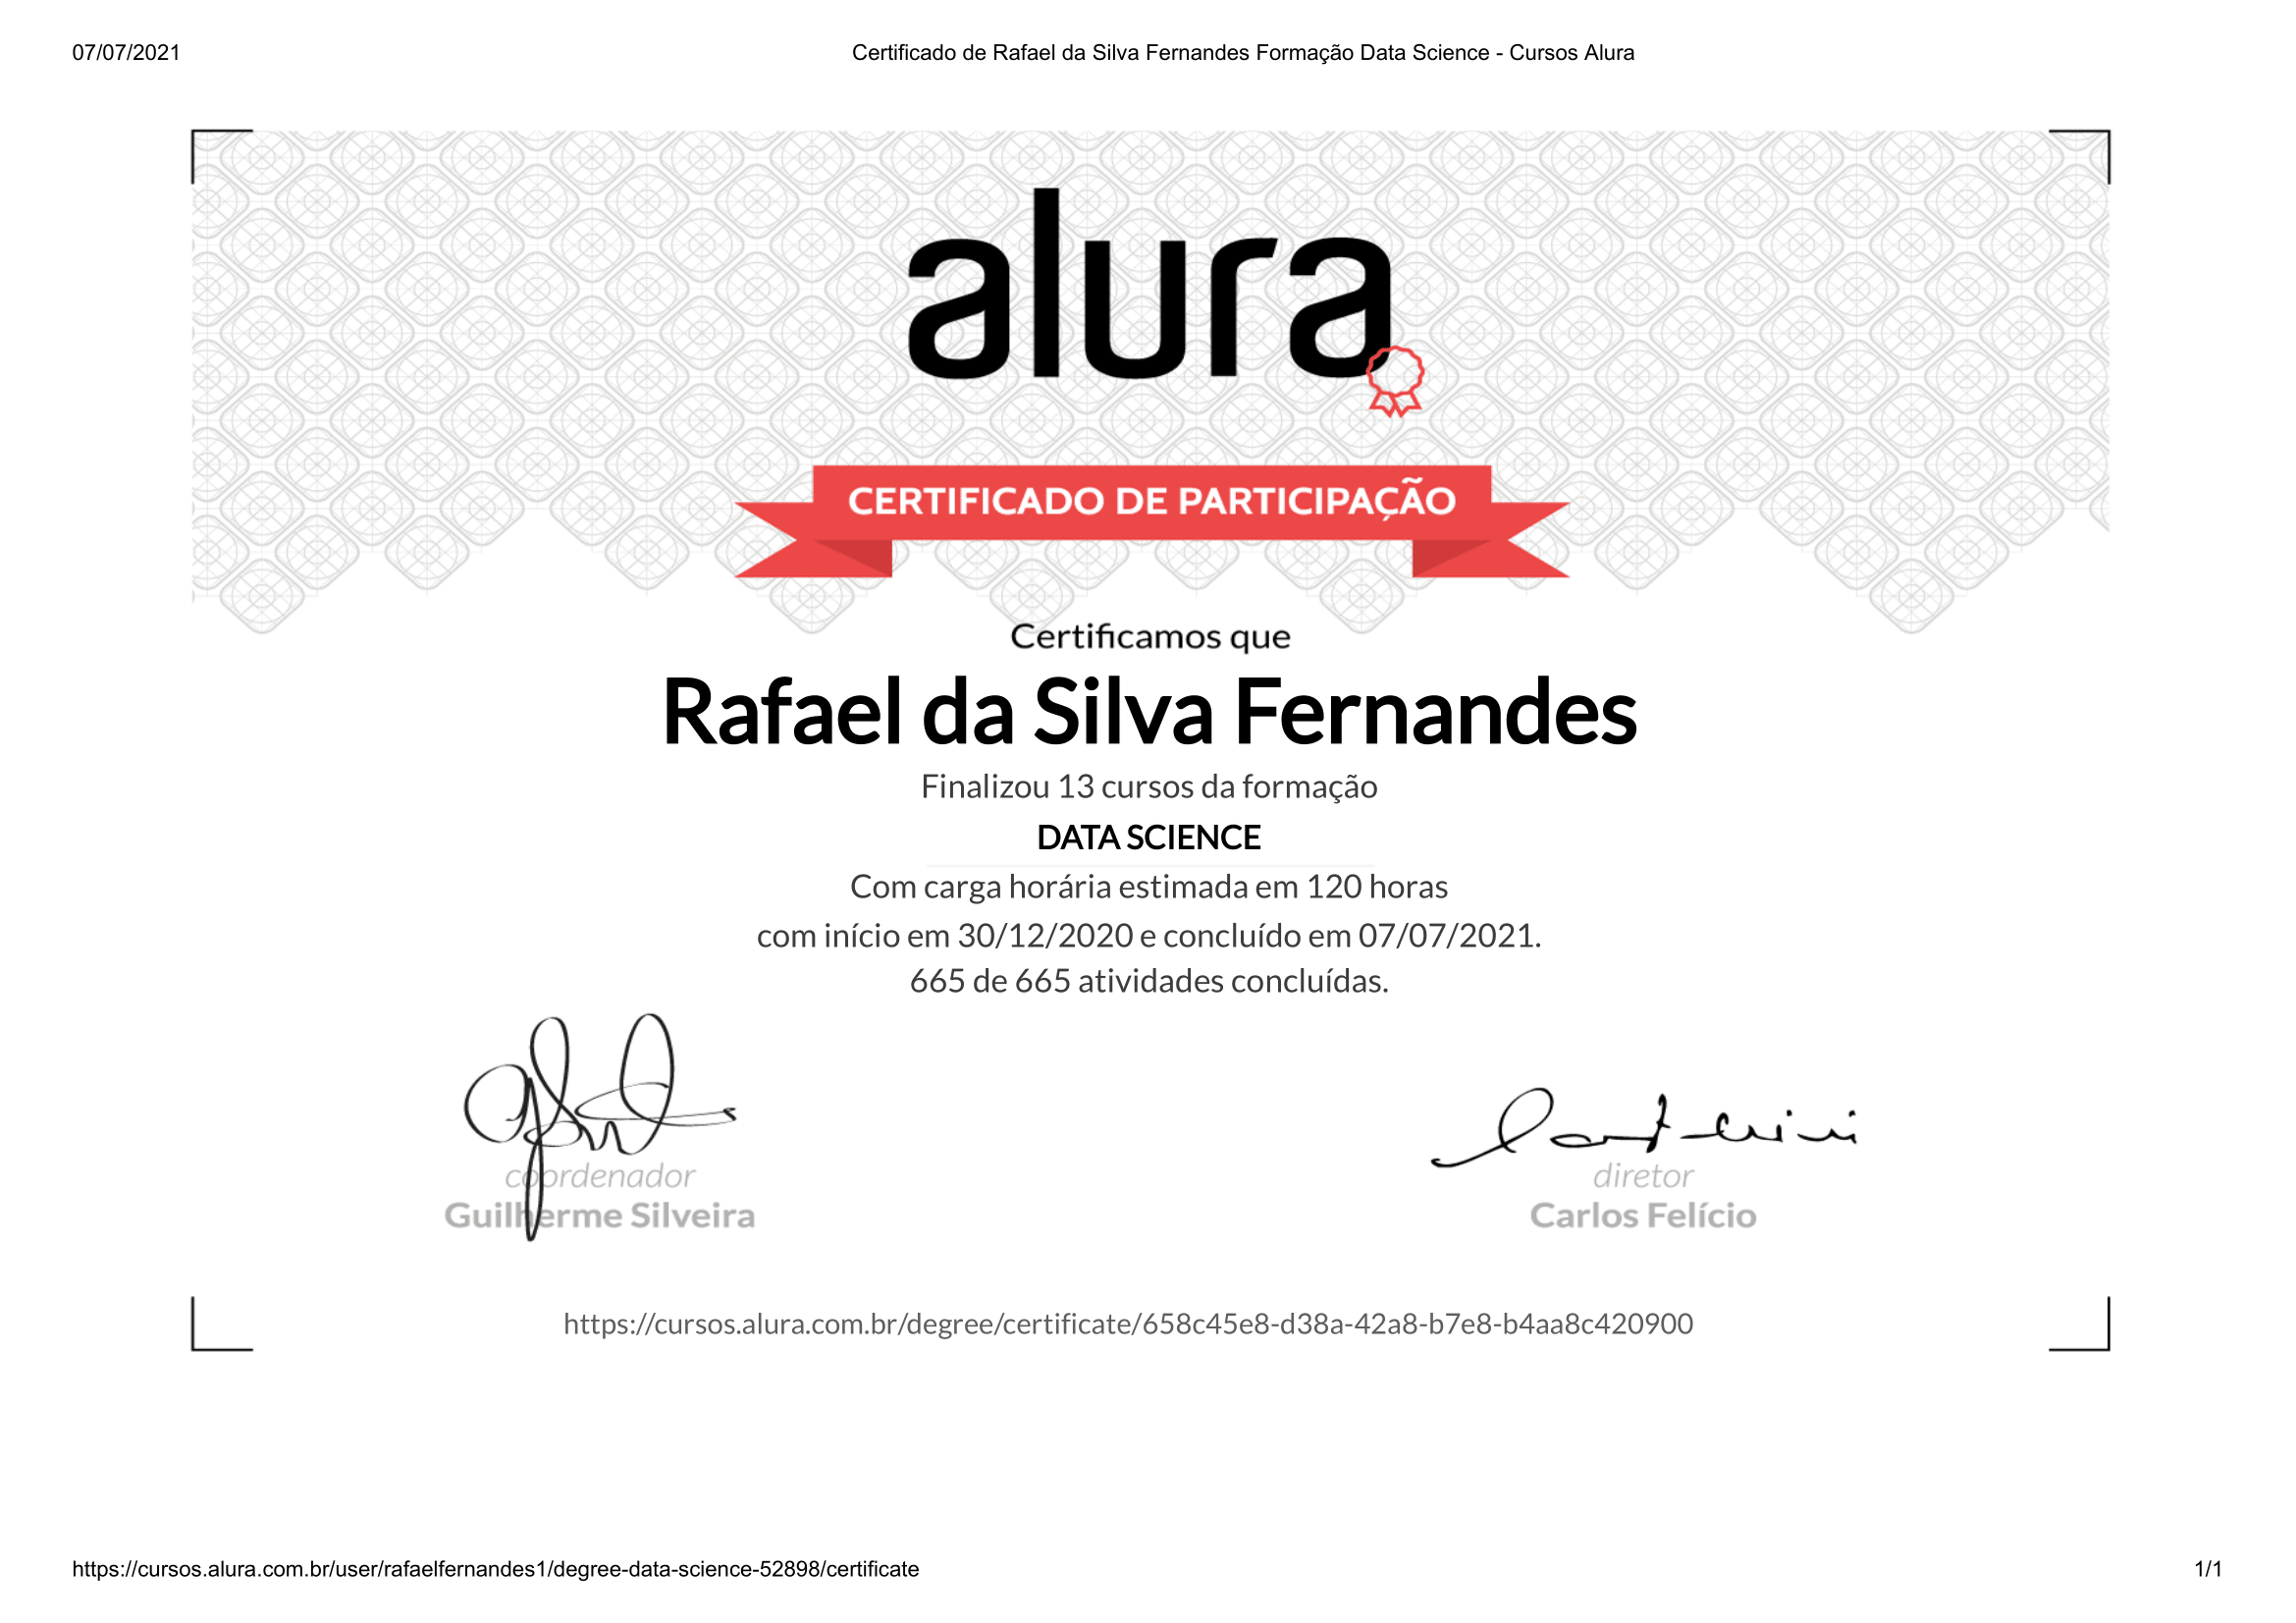 07/07/2021
Certificado de Rafael da Silva Fernandes Formação Data Science - Cursos Alura
alura
CERTIFICADO DE PARTICIPAÇÃO
Certificamos que
Rafael da Silva Fernandes
Finalizou 13 cursos da formação
DATA SCIENCE
Com carga horária estimada em 120 horas
com início em 30/12/2020 e concluído em 07/07/2021.
665 de 665 atividades concluídas.
coordenador
Guilherme Silveira
diretor
Carlos Felício
https://cursos.alura.com.br/degree/certificate/658c45e8-d38a-42a8-b7e8-b4aa8c420900
https://cursos.alura.com.br/user/rafaelfernandes1/degree-data-science-52898/certificate
1/1